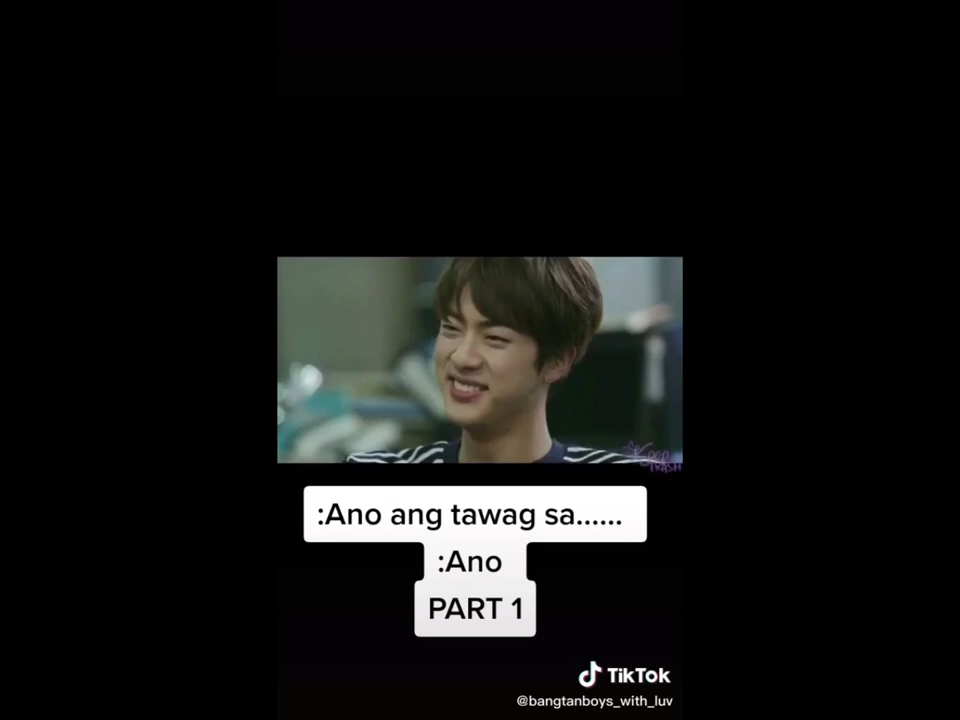 :Ano ang tawag sa......
:Ano
PART 1
TikTok
@bangtanboys_with_luv